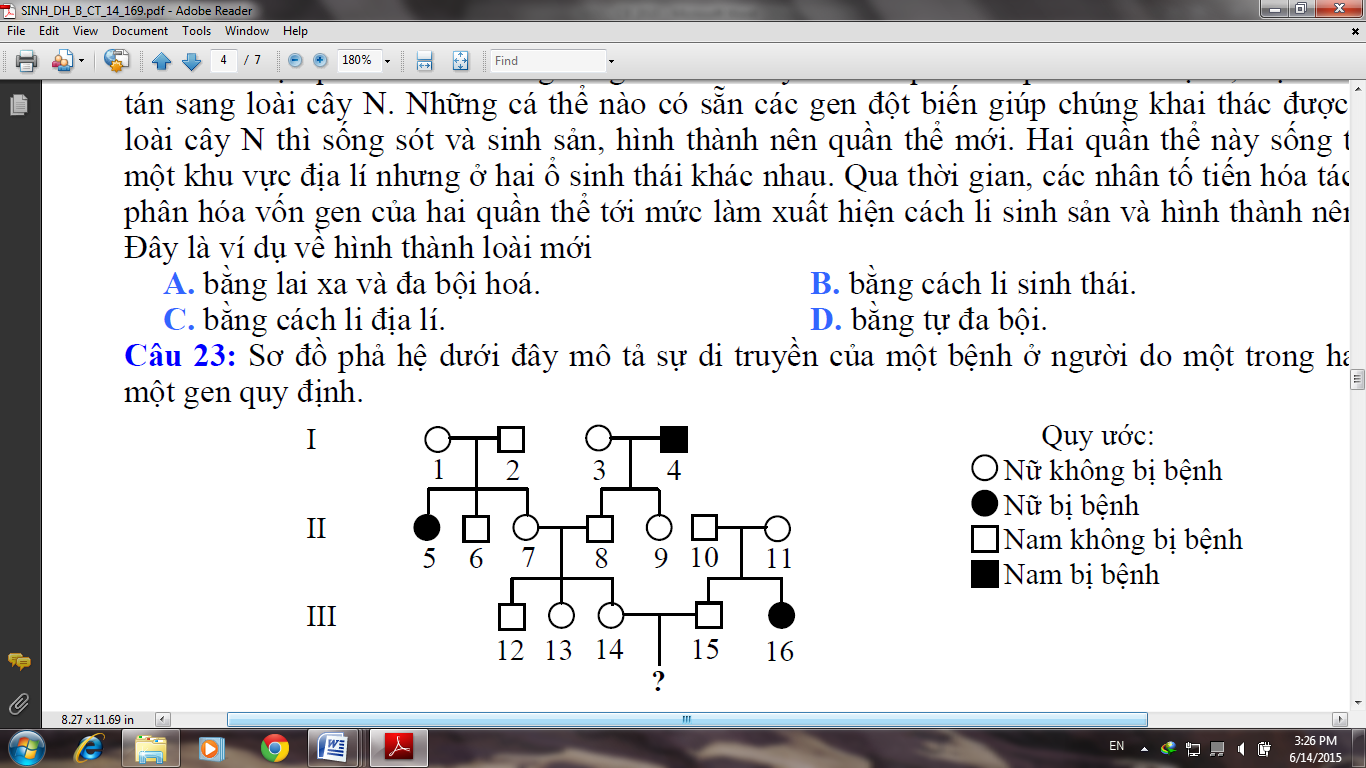 SINH_DH_B_CT_14_169.pdf - Adobe Reader
File Edit View Document Tools Window Help
4 / 7 180% Find
tán sang loài cây N. Những cá thể nào có sẵn các gen đột biến giúp chúng khai thác được
loài cây N thì sống sót và sinh sản, hình thành nên quần thể mới. Hai quần thể này sống t
một khu vực địa lí nhưng ở hai ổ sinh thái khác nhau. Qua thời gian, các nhân tố tiến hóa tác
phân hóa vốn gen của hai quần thể tới mức làm xuất hiện cách li sinh sản và hình thành nên
Đây là ví dụ về hình thành loài mới
A. bằng lai xa và đa bội hoá. B. bằng cách li sinh thái.
C. bằng cách li địa lí. D. bằng tự đa bội.
Câu 23: Sơ đồ phả hệ dưới đây mô tả sự di truyền của một bệnh ở người do một trong ha
một gen quy định.
I Quy ước:
1 2 3 4 Nữ không bị bệnh
Nữ bị bệnh
II
5 6 7 8 9 10 11 Nam không bị bệnh
Nam bị bệnh
III
12 13 14 15 16
?
8.27 x 11.69 in
EN 3:26 PM
6/14/2015